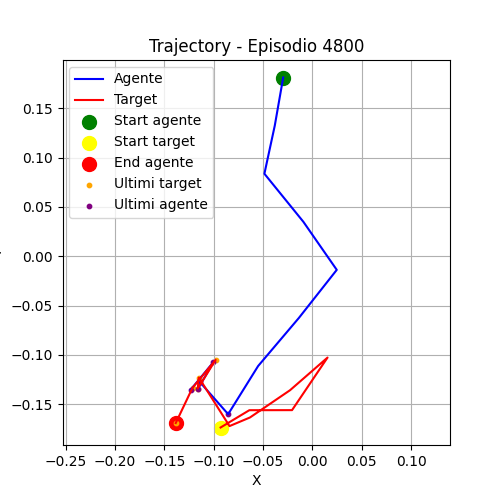 Trajectory - Episodio 4800
Agente
Target
Start agente
Start target
End agente
Ultimi target
Ultimi agente
0.15
0.10
0.05
0.00
−0.05
−0.10
−0.15
−0.25 −0.20 −0.15 −0.10 −0.05 0.00 0.05 0.10
X